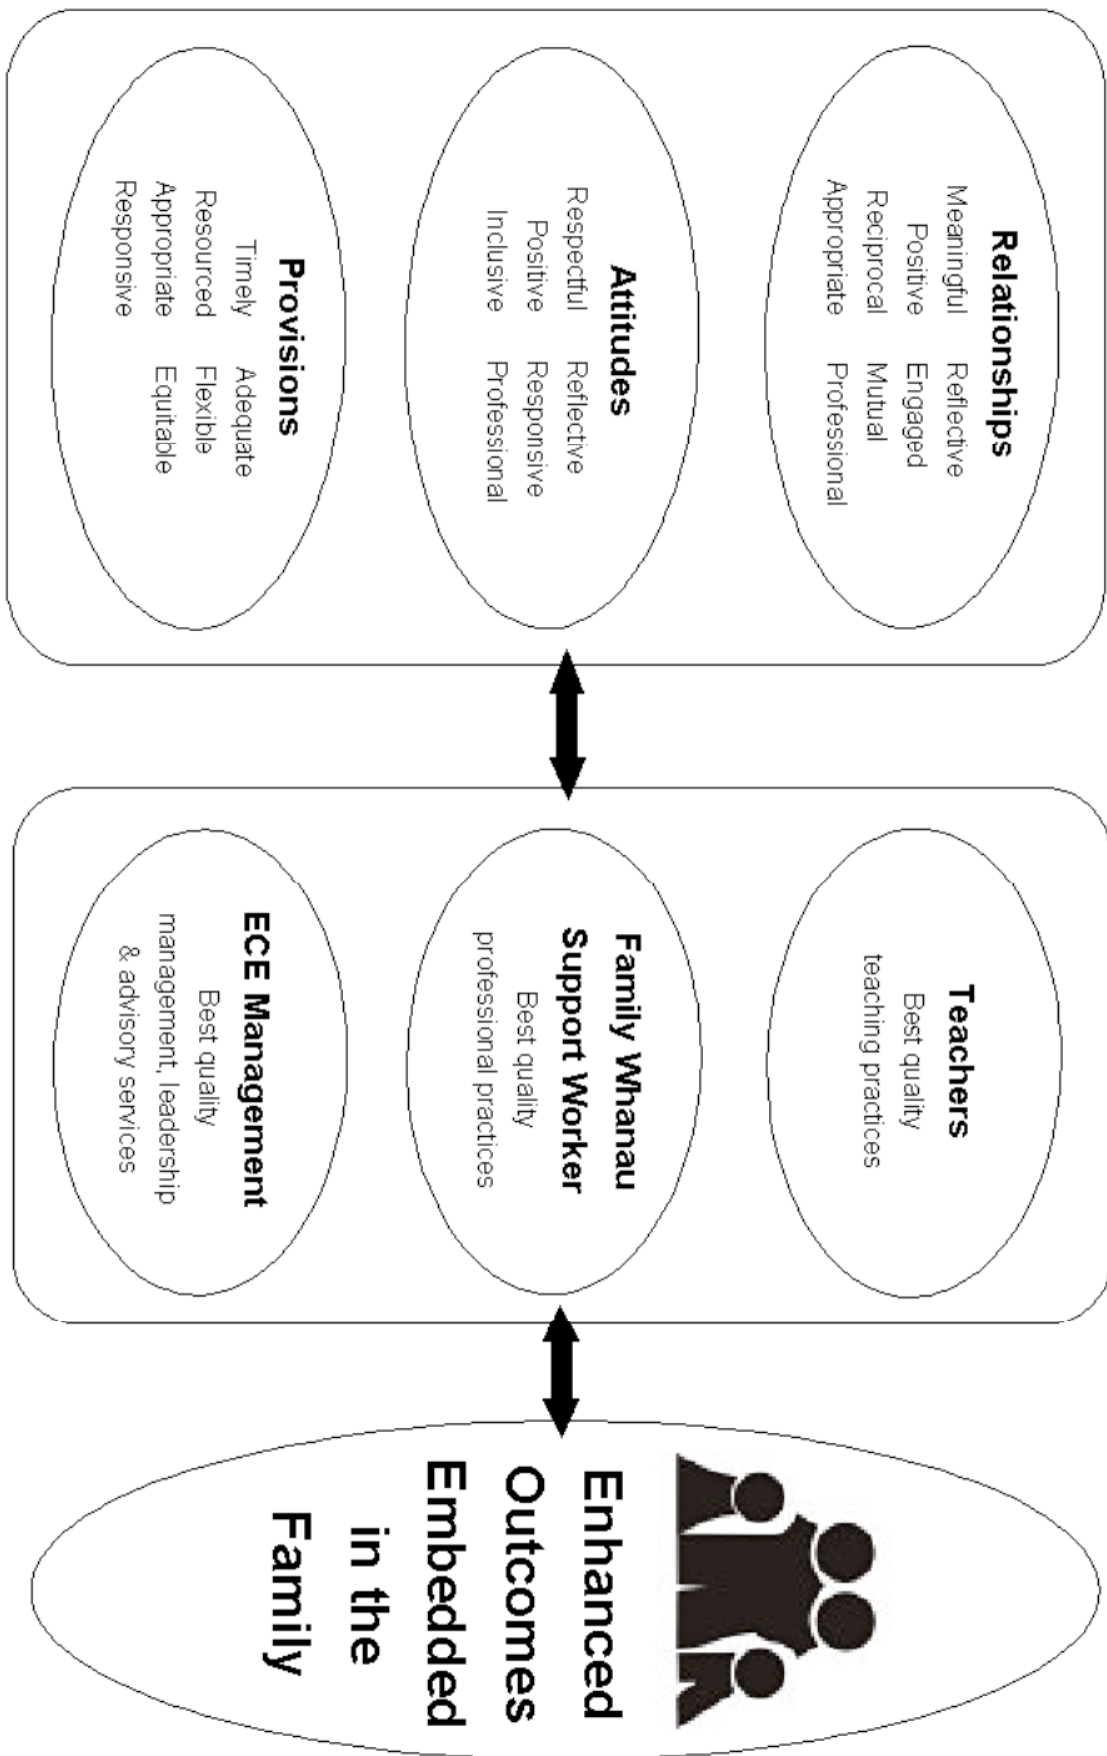 Relationships
Meaningful Reflective
Positive Engaged
Reciprocal Mutual
Appropriate Professional
Attitudes
Respectful Reflective
Positive Responsive
Inclusive Professional
Provisions
Timely Adequate
Resourced Flexible
Appropriate Equitable
Responsive
Teachers
Best quality
teaching practices
Family Whanau
Support Worker
Best quality
professional practices
ECE Management
Best quality
management, leadership
& advisory services
Enhanced
Outcomes
Embedded
in the
Family